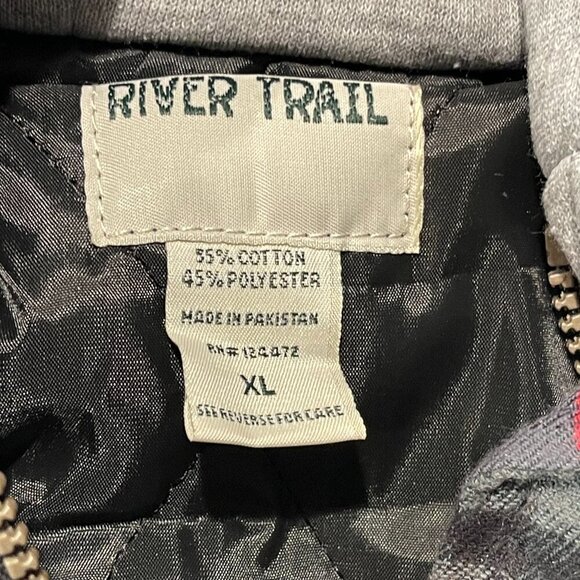 RIVER TRAIL
55% COTTON
45% POLYESTER
MADE IN PAKISTAN
RN# 124472
XL
SEE REVERSE FOR CARE